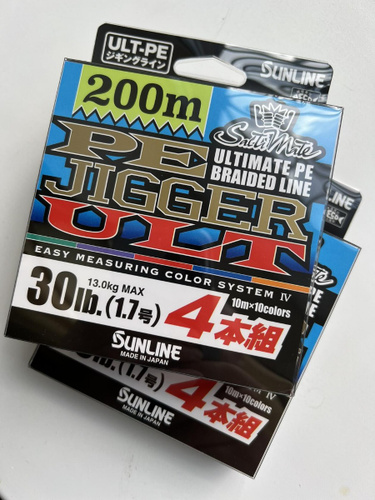 ULT-PE
ジギングライン
SUNLINE
200m
SaltiMate
PE
JIGGER
ULT
ULTIMATE PE
BRAIDED LINE
EASY MEASURING COLOR SYSTEM IV
13.0kg MAX
10m×10colors
30lb.(1.7号) 4本組
SUNLINE
MADE IN JAPAN
(1.7号) 4本組
10m×10colors
SUNLINE
MADE IN JAPAN